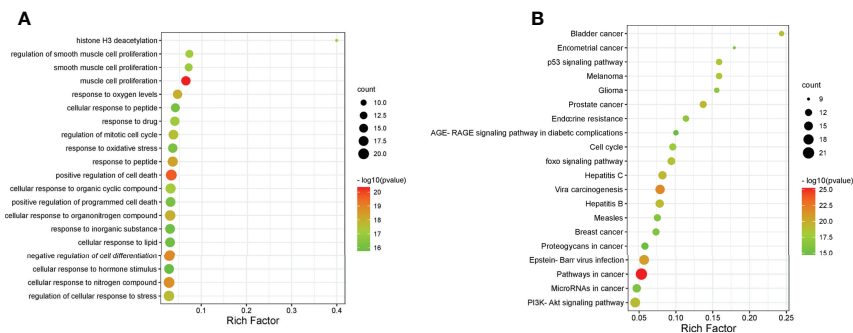 A
histone H3 deacetylation
regulation of smooth muscle cell proliferation
smooth muscle cell proliferation
muscle cell proliferation
response to oxygen levels
cellular response to peptide
response to drug
regulation of mitotic cell cycle
response to oxidative stress
response to peptide
positive regulation of cell death
cellular response to organic cyclic compound
positive regulation of programmed cell death
cellular response to organonitrogen compound
response to inorganic substance
cellular response to lipid
negative regulation of cell differentiation
cellular response to hormone stimulus
cellular response to nitrogen compound
regulation of cellular response to stress
0.1 0.2 0.3 0.4
Rich Factor
count
10.0
12.5
15.0
17.5
20.0
- log10(pvalue)
20
19
18
17
16
B
Bladder cancer
Encometrial cancer
p53 signaling pathway
Melanoma
Glioma
Prostate cancer
Endocrine resistance
AGE- RAGE signaling pathway in diabetc complications
Cell cycle
foxo signaling pathway
Hepatitis C
Vira carcinogenesis
Hepatitis B
Measles
Breast cancer
Proteogycans in cancer
Epstein- Barr virus infection
Pathways in cancer
MicroRNAs in cancer
PI3K- Akt signaling pathway
0.05 0.10 0.15 0.20 0.25
Rich Factor
count
9
12
15
18
21
- log10(pvalue)
25.0
22.5
20.0
17.5
15.0